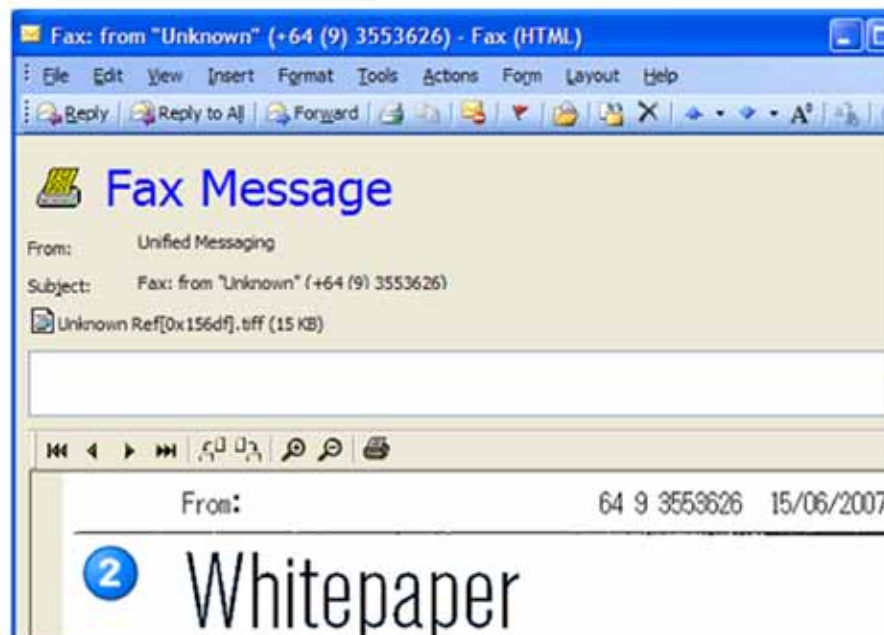 Fax: from "Unknown" (+64 (9) 3553626) - Fax (HTML)
File Edit View Insert Format Tools Actions Form Layout Help
Reply Reply to All Forward
Fax Message
From: Unified Messaging
Subject: Fax: from "Unknown" (+64 (9) 3553626)
Unknown Ref[0x156df].tiff (15 KB)
From: 64 9 3553626 15/06/2007
2 Whitepaper